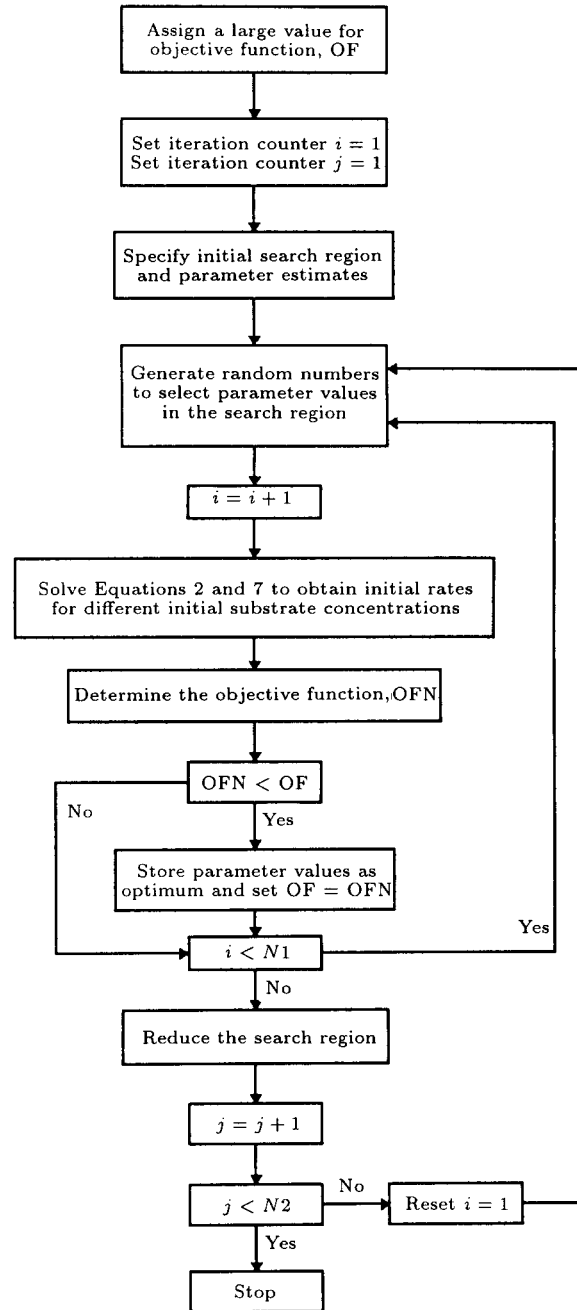 Assign a large value for
objective function, OF
Set iteration counter i = 1
Set iteration counter j = 1
Specify initial search region
and parameter estimates
Generate random numbers
to select parameter values
in the search region
i = i + 1
Solve Equations 2 and 7 to obtain initial rates
for different initial substrate concentrations
Determine the objective function, OFN
OFN < OF
No
Yes
Store parameter values as
optimum and set OF = OFN
i < N1
Yes
No
Reduce the search region
j = j + 1
j < N2
No
Reset i = 1
Yes
Stop